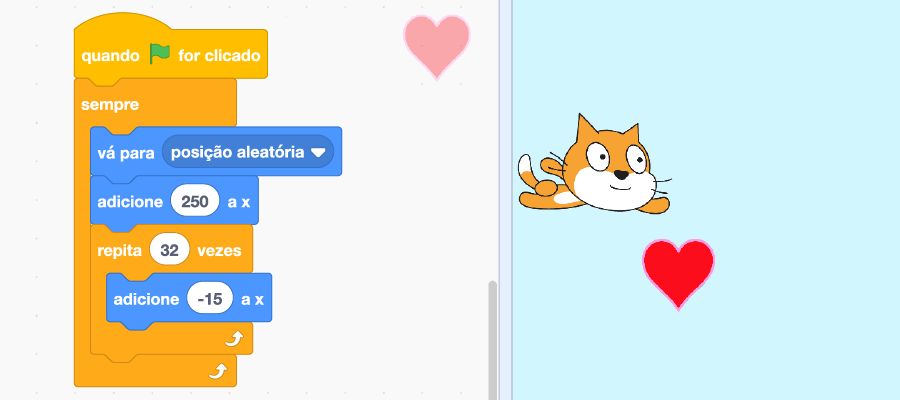 quando for clicado
sempre
vá para posição aleatória
adicione 250 a x
repita 32 vezes
adicione -15 a x